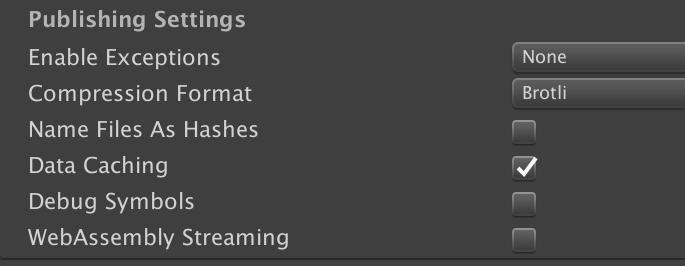 Publishing Settings
Enable Exceptions None
Compression Format Brotli
Name Files As Hashes
Data Caching
Debug Symbols
WebAssembly Streaming